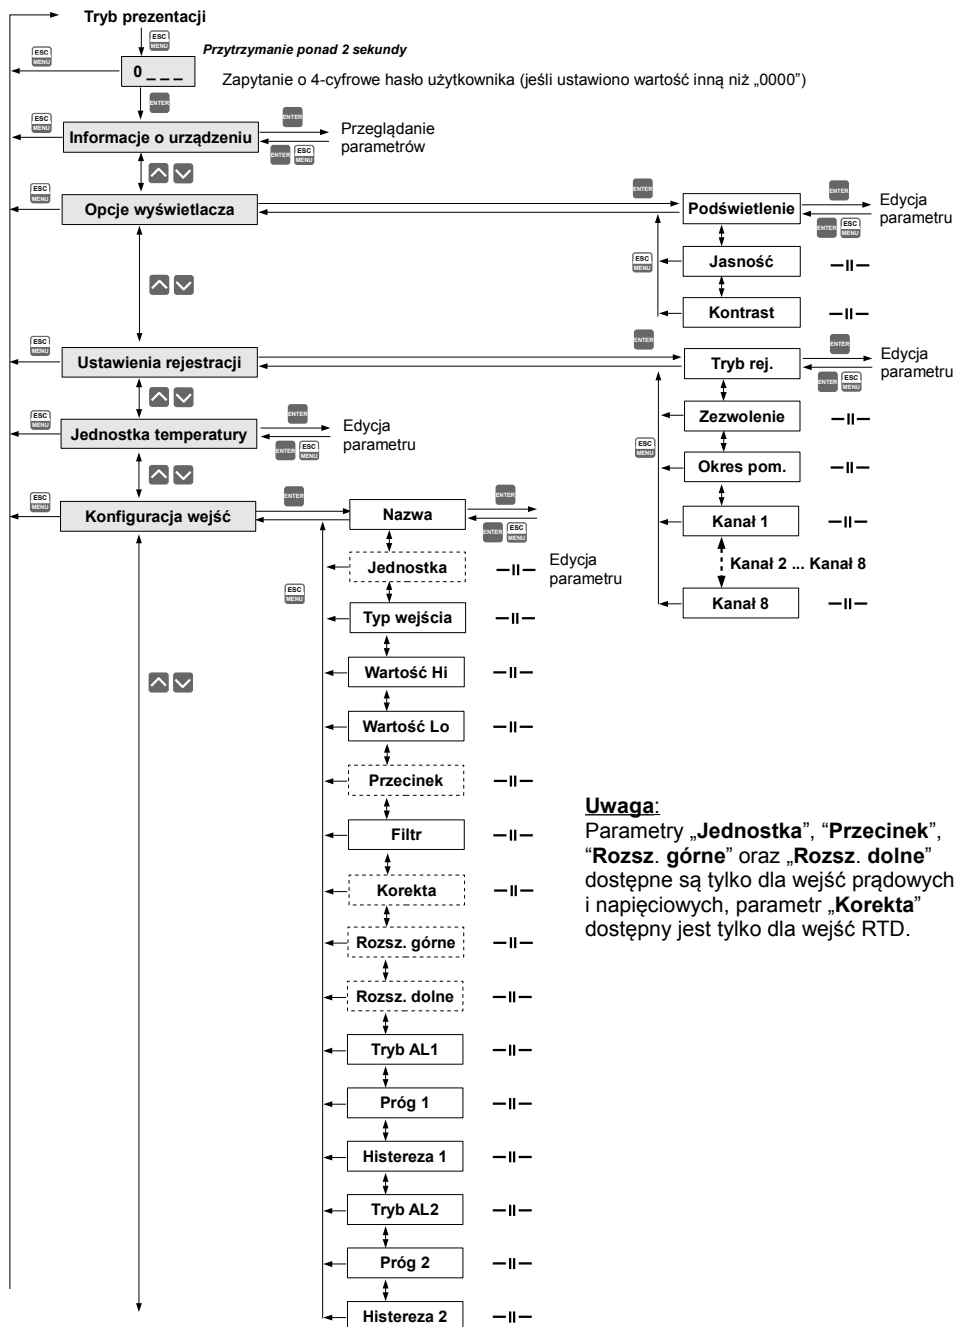 Tryb prezentacji
ESC MENU
Przytrzymanie ponad 2 sekundy
ESC MENU
0 _ _ _
Zapytanie o 4-cyfrowe hasło użytkownika (jeśli ustawiono wartość inną niż „0000”)
ENTER
ESC MENU
Informacje o urządzeniu
ENTER
ENTER ESC MENU
Przeglądanie
parametrów
ESC MENU
Opcje wyświetlacza
ENTER
Podświetlenie
ENTER
ENTER ESC MENU
Edycja
parametru
ESC MENU
Jasność
—II—
Kontrast
—II—
ESC MENU
Ustawienia rejestracji
ENTER
Tryb rej.
ENTER
ENTER ESC MENU
Edycja
parametru
ESC MENU
Jednostka temperatury
ENTER
ENTER ESC MENU
Edycja
parametru
Zezwolenie
—II—
ESC MENU
Okres pom.
—II—
Kanał 1
—II—
Kanał 2 ... Kanał 8
Kanał 8
—II—
ESC MENU
Konfiguracja wejść
ENTER
Nazwa
ENTER
ENTER ESC MENU
Edycja
parametru
ESC MENU
Jednostka
—II—
Typ wejścia
—II—
Wartość Hi
—II—
Wartość Lo
—II—
Przecinek
—II—
Filtr
—II—
Korekta
—II—
Rozsz. górne
—II—
Rozsz. dolne
—II—
Tryb AL1
—II—
Próg 1
—II—
Histereza 1
—II—
Tryb AL2
—II—
Próg 2
—II—
Histereza 2
—II—
Uwaga:
Parametry „Jednostka”, “Przecinek”,
“Rozsz. górne” oraz „Rozsz. dolne”
dostępne są tylko dla wejść prądowych
i napięciowych, parametr „Korekta”
dostępny jest tylko dla wejść RTD.